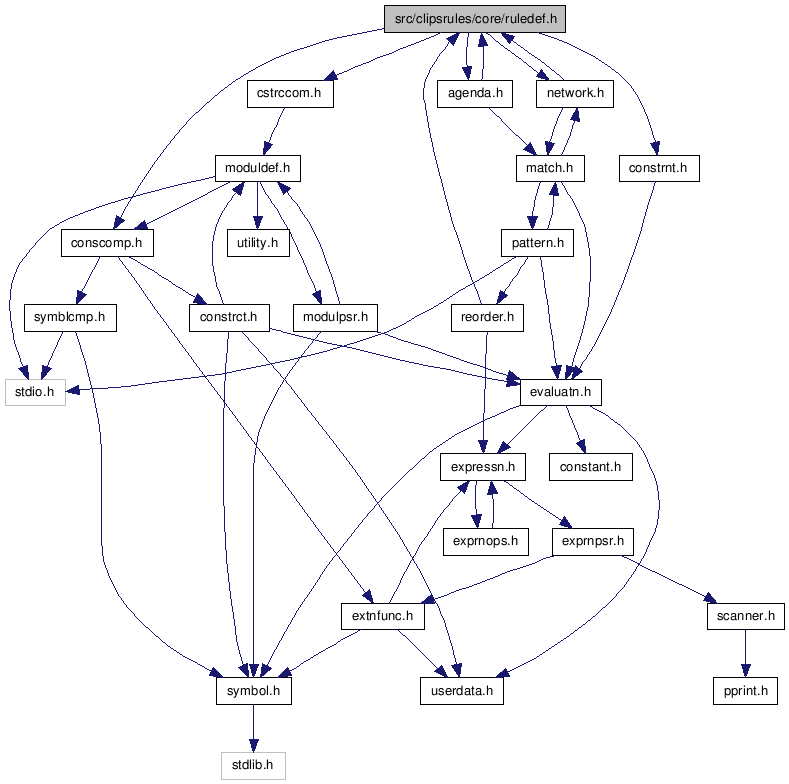 src/clipsrules/core/ruledef.h
cstrccom.h
agenda.h
network.h
moduldef.h
match.h
constrnt.h
conscomp.h
utility.h
pattern.h
symblcmp.h
constrct.h
modulpsr.h
reorder.h
stdio.h
evaluatn.h
expressn.h
constant.h
exprnops.h
exprnpsr.h
extnfunc.h
scanner.h
symbol.h
userdata.h
pprint.h
stdlib.h